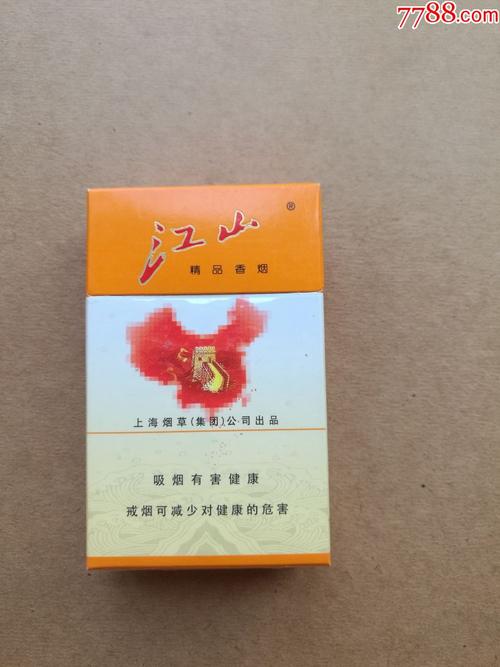 7788.com
江山®
精品香烟
上海烟草(集团)公司出品
吸烟有害健康
戒烟可减少对健康的危害